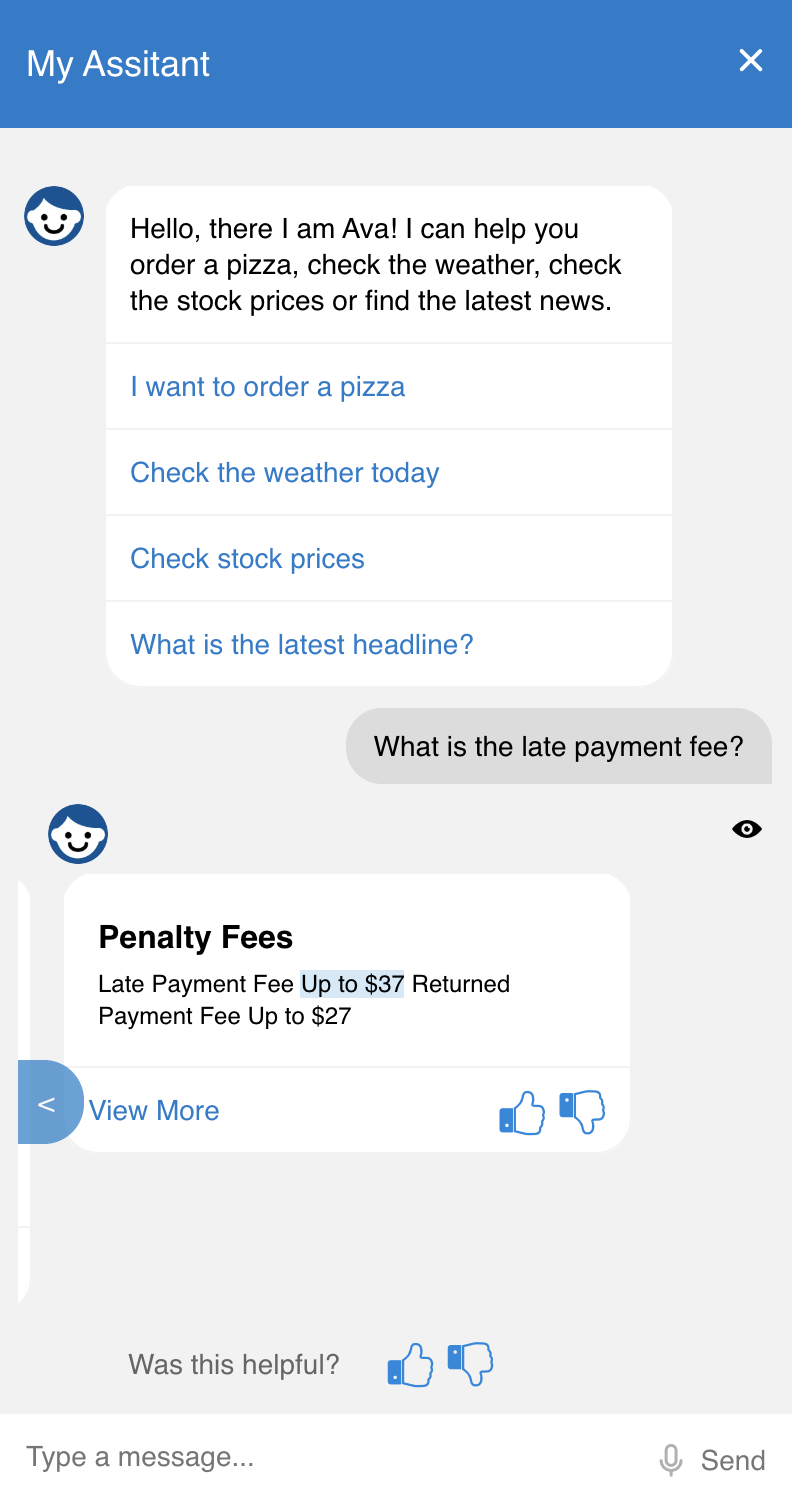 My Assitant
Hello, there I am Ava! I can help you
order a pizza, check the weather, check
the stock prices or find the latest news.
I want to order a pizza
Check the weather today
Check stock prices
What is the latest headline?
What is the late payment fee?
Penalty Fees
Late Payment Fee Up to $37 Returned
Payment Fee Up to $27
<
View More
Was this helpful?
Type a message...
Send